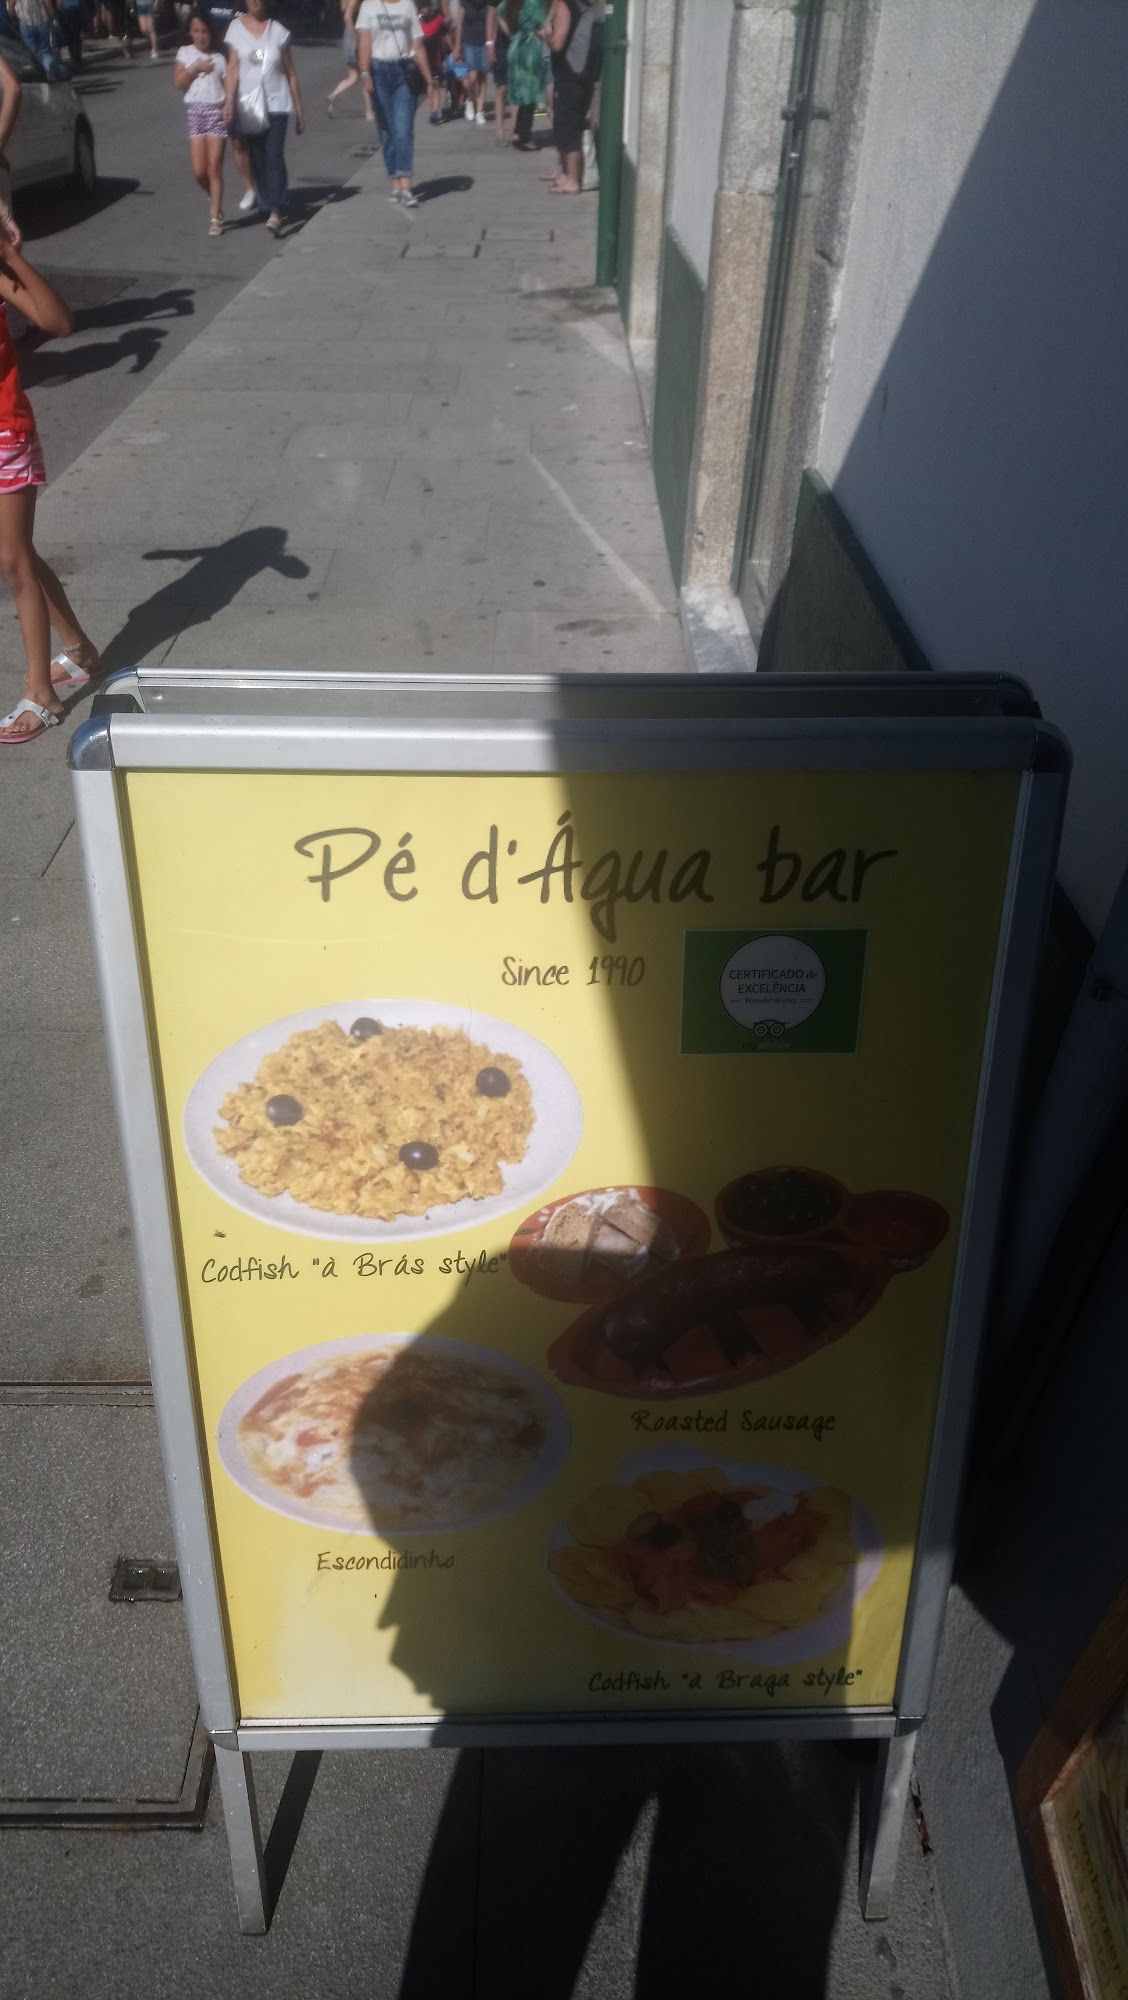 Pé d'Água bar
Since 1990
CERTIFICADO de
EXCELÊNCIA
Codfish "à Brás style"
Roasted Sausage
Escondidinho
Codfish "à Braga style"